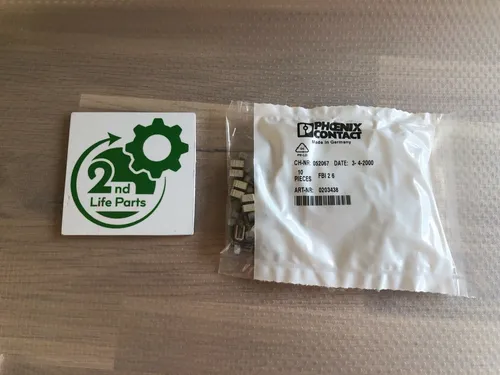 2nd
Life Parts
PHOENIX
CONTACT
Made in Germany
CH-NR: 052067 DATE: 3- 4-2000
10
PIECES FBI 2 6
ART-NR: 0203438